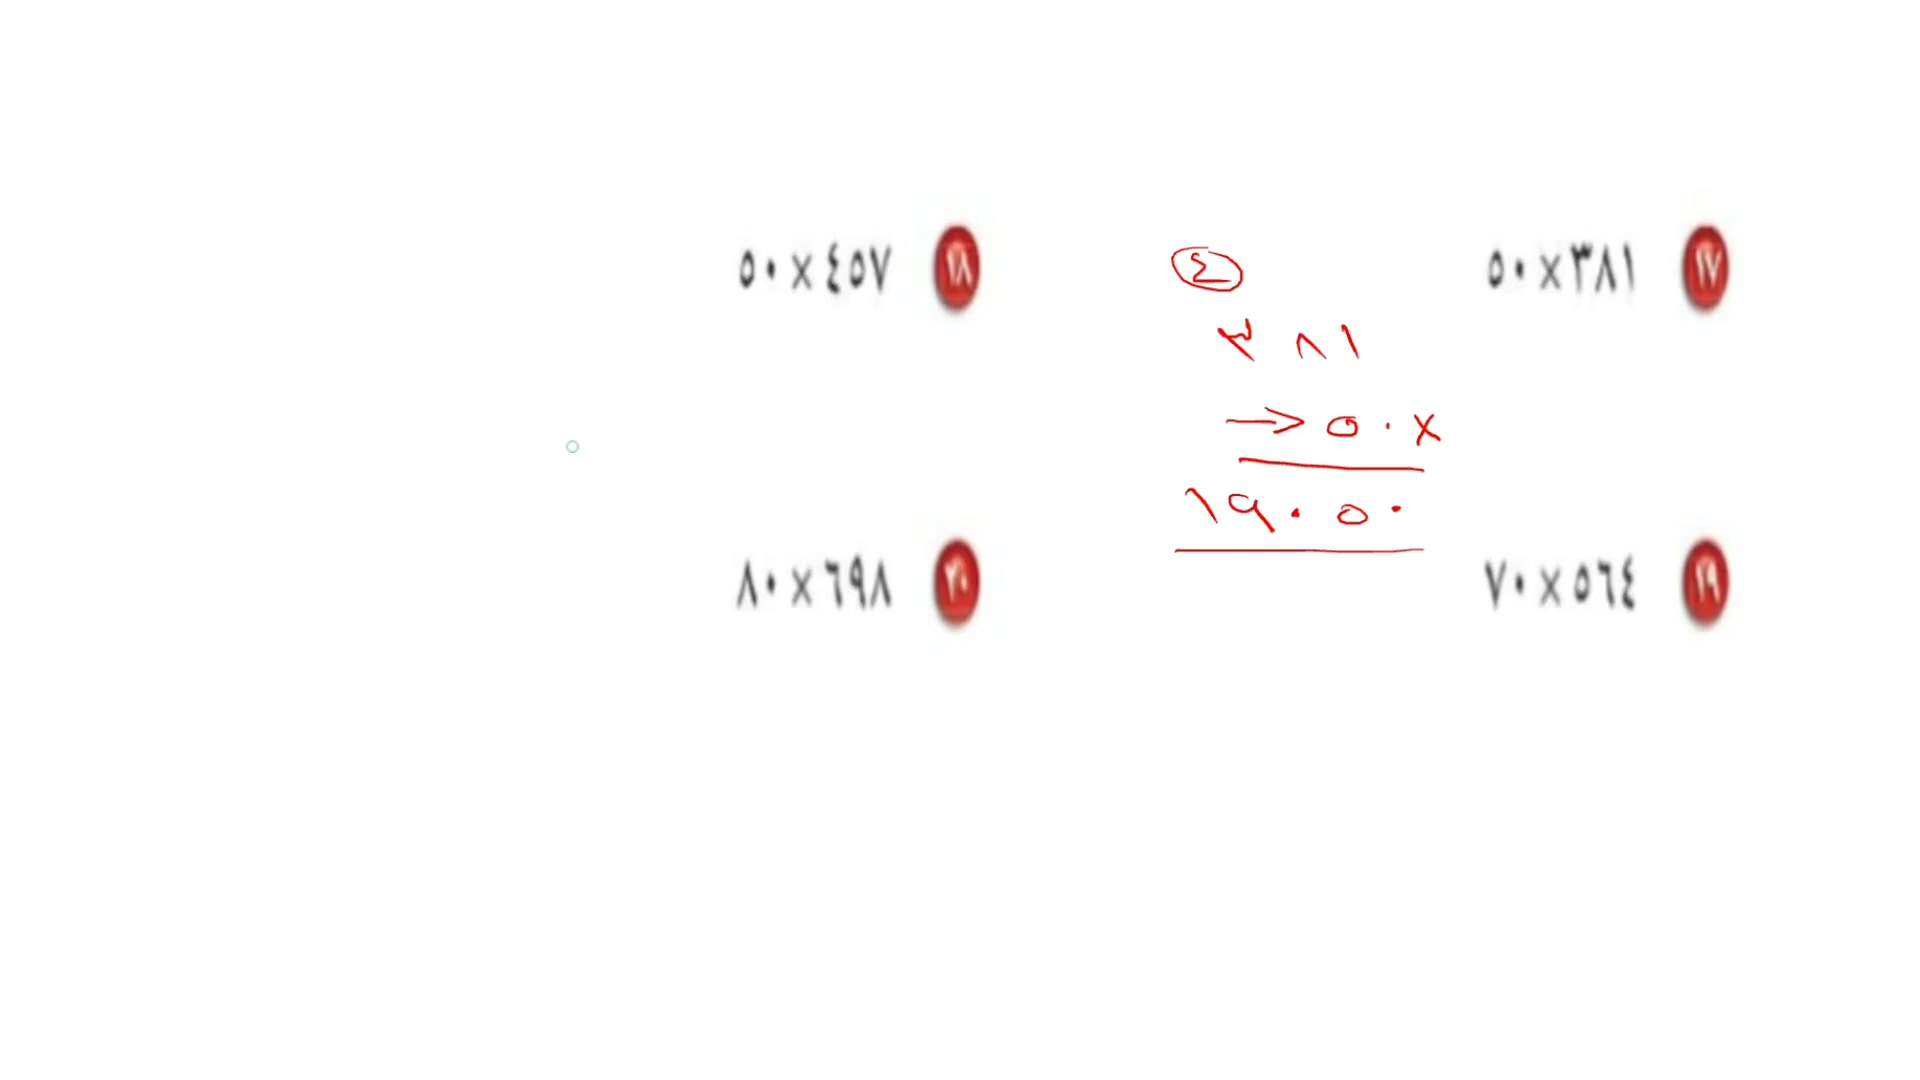 ١٧ ٣٨١ × ٥٠
١٨ ٤٥٧ × ٥٠
٤
٣٨١
× ٥٠
١٩٠٥٠
١٩ ٥٦٤ × ٧٠
٢٠ ٦٩٨ × ٨٠